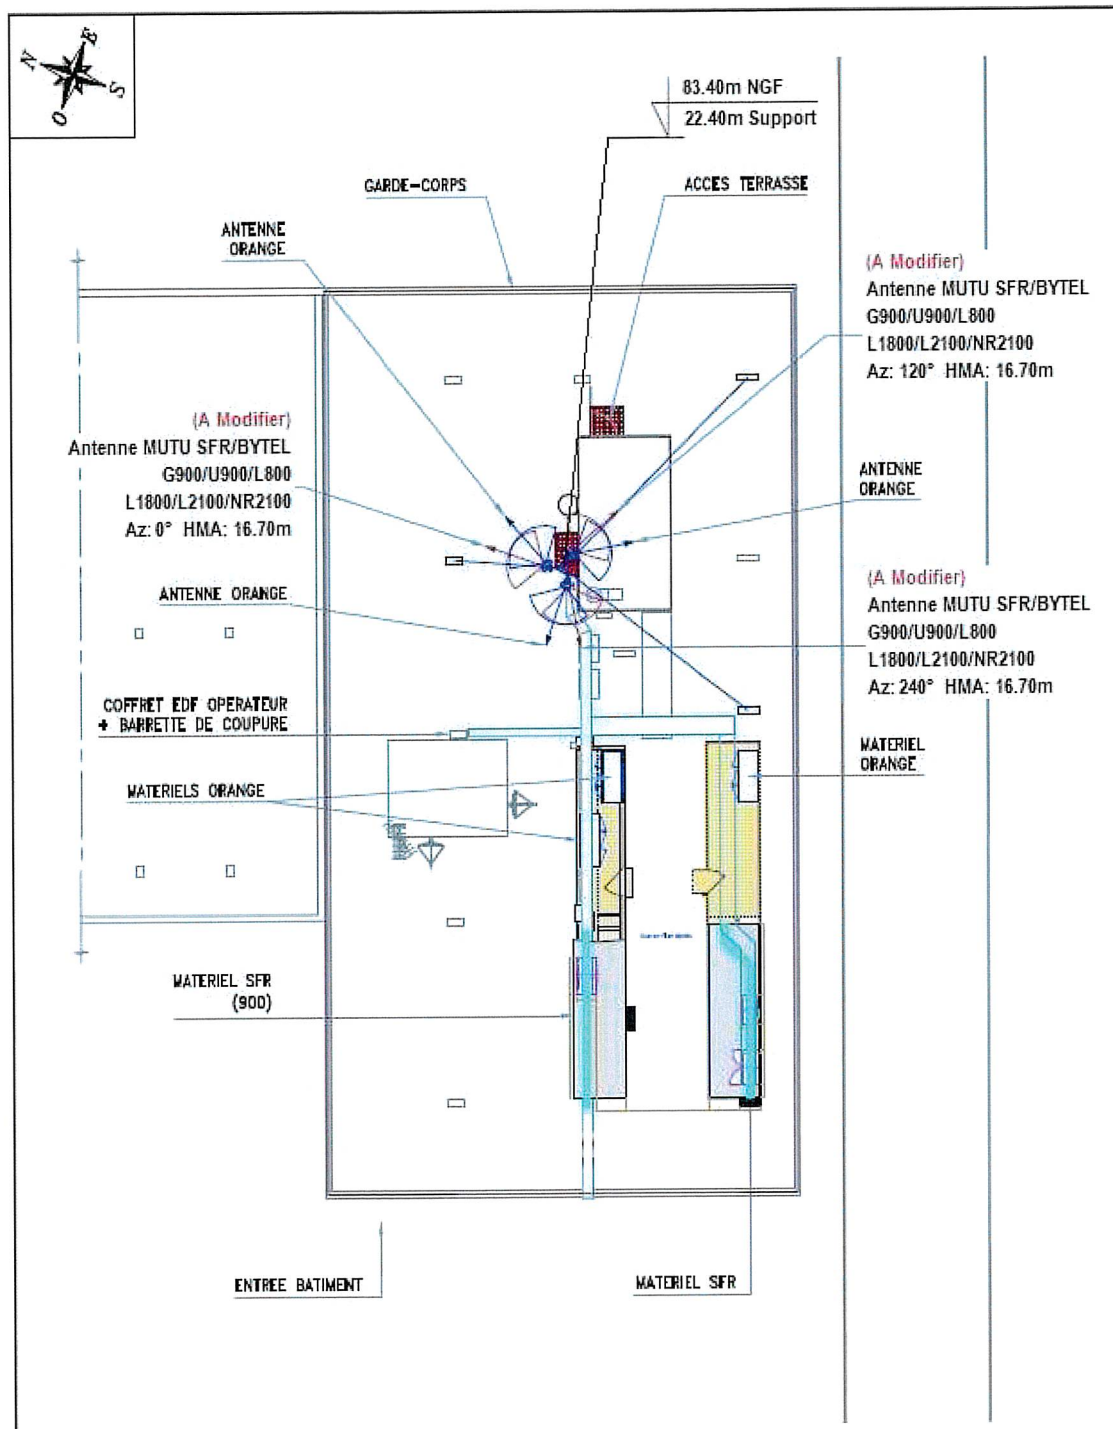 N
E
S
O
83.40m NGF
22.40m Support
GARDE-CORPS
ACCES TERRASSE
ANTENNE
ORANGE
(A Modifier)
Antenne MUTU SFR/BYTEL
G900/U900/L800
L1800/L2100/NR2100
Az: 120° HMA: 16.70m
(A Modifier)
Antenne MUTU SFR/BYTEL
G900/U900/L800
L1800/L2100/NR2100
Az: 0° HMA: 16.70m
ANTENNE
ORANGE
(A Modifier)
Antenne MUTU SFR/BYTEL
G900/U900/L800
L1800/L2100/NR2100
Az: 240° HMA: 16.70m
ANTENNE ORANGE
COFFRET EDF OPERATEUR
+ BARRETTE DE COUPURE
MATERIEL
ORANGE
MATERIELS ORANGE
MATERIEL SFR
(900)
ENTREE BATIMENT
MATERIEL SFR